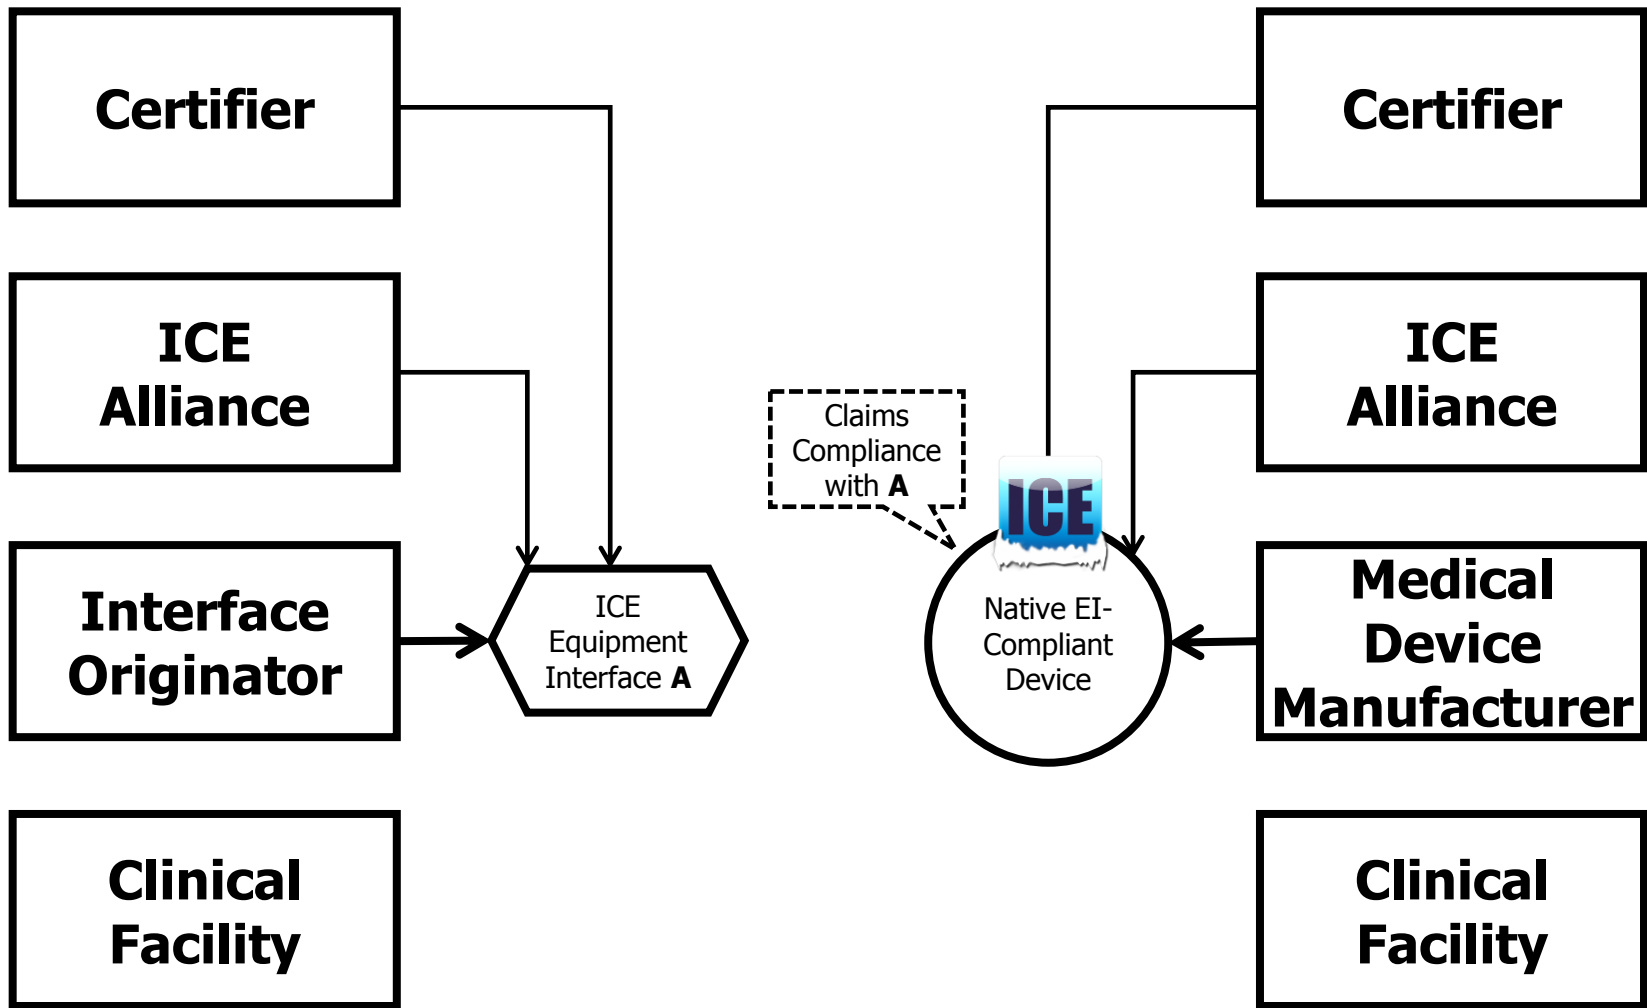 Certifier
ICE
Alliance
Interface
Originator
Clinical
Facility
ICE
Equipment
Interface A
Claims
Compliance
with A
ICE
Native EI-
Compliant
Device
Certifier
ICE
Alliance
Medical
Device
Manufacturer
Clinical
Facility